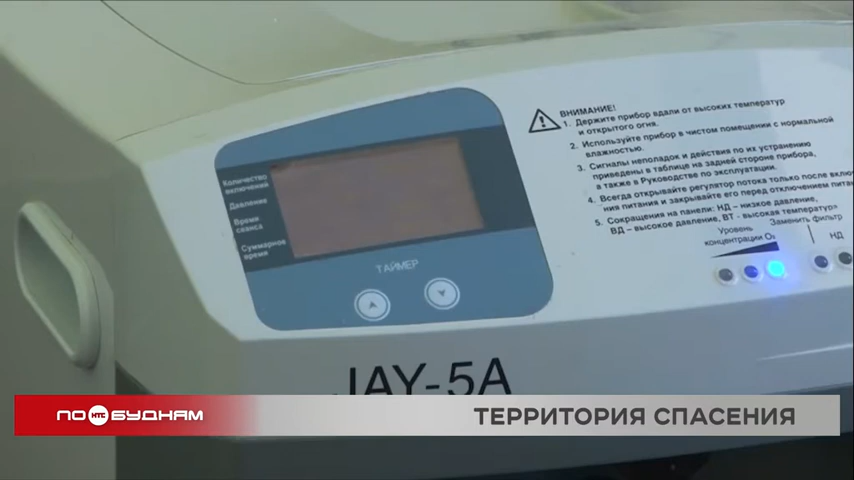 ВНИМАНИЕ!
1. Держите прибор вдали от высоких температур
и открытого огня.
2. Используйте прибор в чистом помещении с нормальной
влажностью.
3. Сигналы неполадок и действия по их устранению
приведены в таблице на задней стороне прибора,
а также в Руководстве по эксплуатации.
4. Всегда открывайте регулятор потока только после включ
ния питания и закрывайте его перед отключением питан
5. Сокращения на панели: НД – низкое давление,
ВД – высокое давление, ВТ - высокая температур»
Количество
включений
Давление
Время
сеанса
Суммарное
время
ТАЙМЕР
Уровень
концентрации O₂
Заменить фильтр
НД
JAY-5A
ПО НТС БУДНЯМ
ТЕРРИТОРИЯ СПАСЕНИЯ